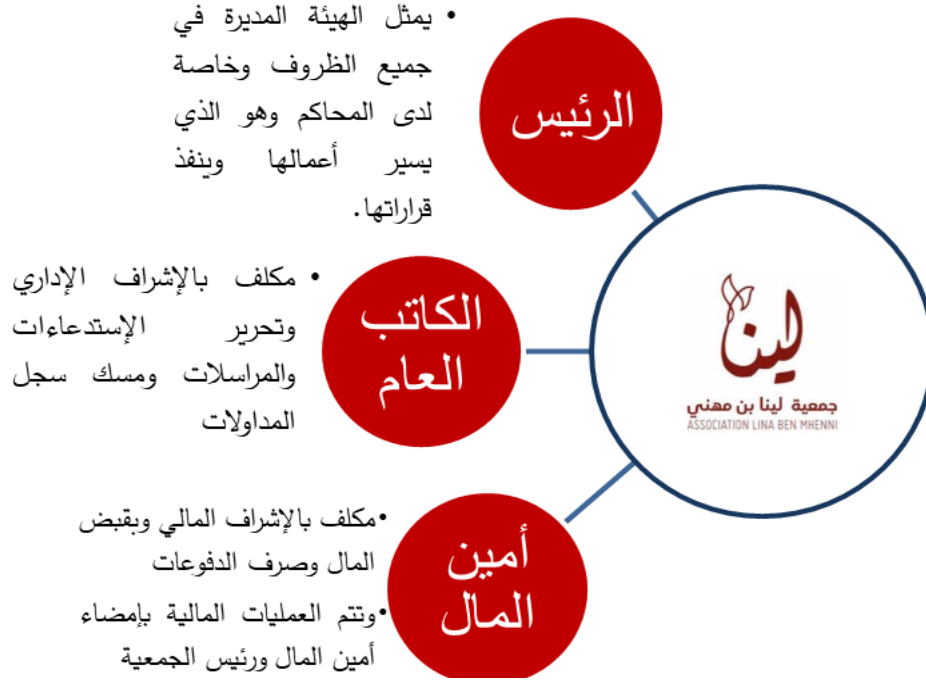 • يمثل الهيئة المديرة في
جميع الظروف وخاصة
لدى المحاكم وهو الذي
يسير أعمالها وينفذ
قراراتها.
الرئيس
• مكلف بالإشراف الإداري
وتحرير الإستدعاءات
والمراسلات ومسك سجل
المداولات
الكاتب
العام
لينا
جمعية لينا بن مهني
ASSOCIATION LINA BEN MHENNI
•مكلف بالإشراف المالي وبقبض
المال وصرف الدفوعات
•وتتم العمليات المالية بإمضاء
أمين المال ورئيس الجمعية
أمين
المال